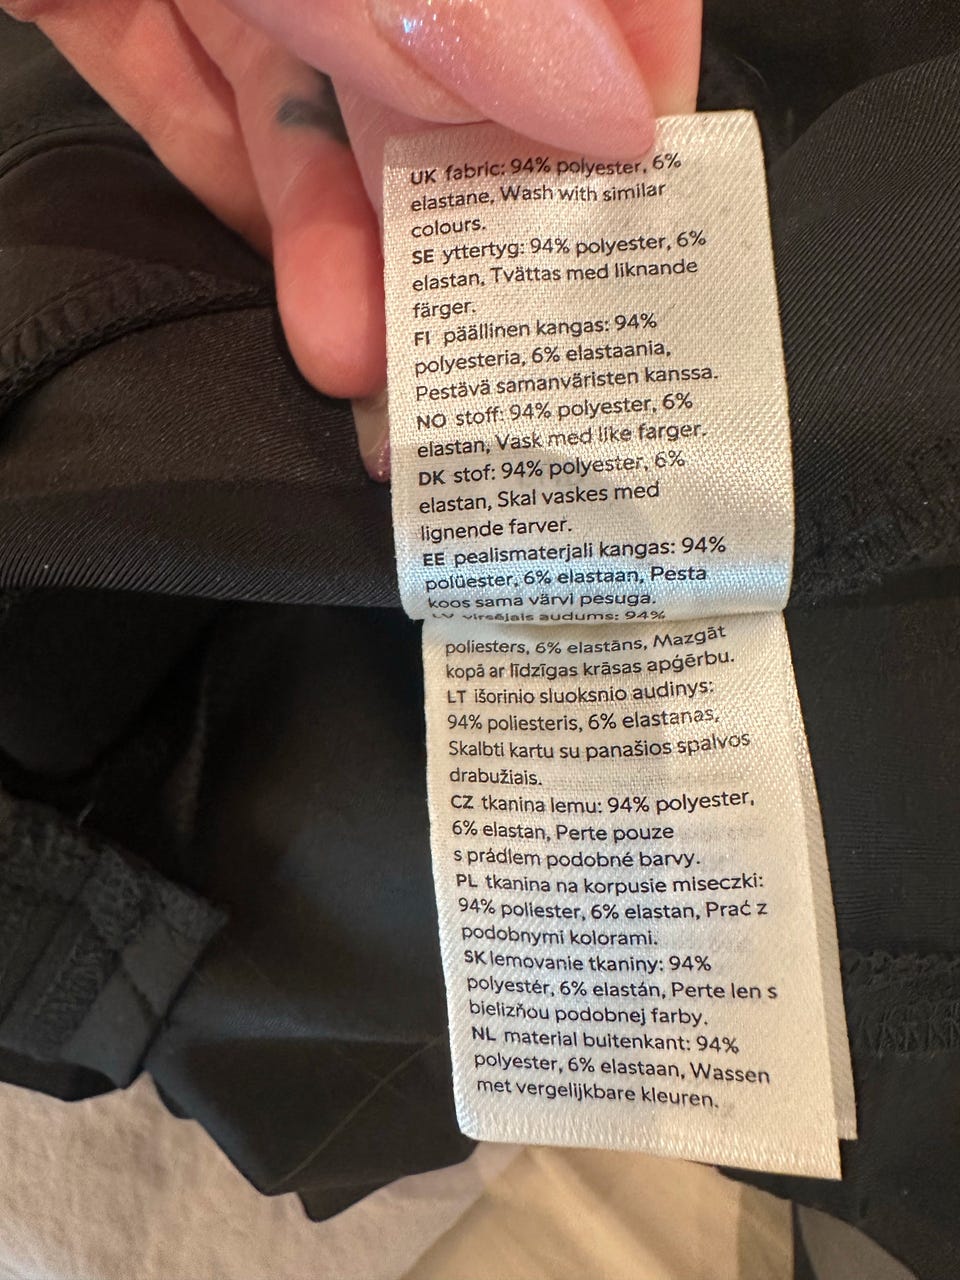 UK fabric: 94% polyester, 6%
elastane, Wash with similar
colours.
SE yttertyg: 94% polyester, 6%
elastan, Tvättas med liknande
färger.
FI päällinen kangas: 94%
polyesteria, 6% elastaania,
Pestävä samanväristen kanssa.
NO stoff: 94% polyester, 6%
elastan, Vask med like farger.
DK stof: 94% polyester, 6%
elastan, Skal vaskes med
lignende farver.
EE pealismaterjali kangas: 94%
polüester, 6% elastaan, Pesta
koos sama värvi pesuga.
LV virsējais audums: 94%
poliesters, 6% elastāns, Mazgāt
kopā ar līdzīgas krāsas apģērbu.
LT išorinio sluoksnio audinys:
94% poliesteris, 6% elastanas,
Skalbti kartu su panašios spalvos
drabužiais.
CZ tkanina lemu: 94% polyester,
6% elastan, Perte pouze
s prádlem podobné barvy.
PL tkanina na korpusie miseczki:
94% poliester, 6% elastan, Prać z
podobnymi kolorami.
SK lemovanie tkaniny: 94%
polyestér, 6% elastán, Perte len s
bielizňou podobnej farby.
NL material buitenkant: 94%
polyester, 6% elastaan, Wassen
met vergelijkbare kleuren.